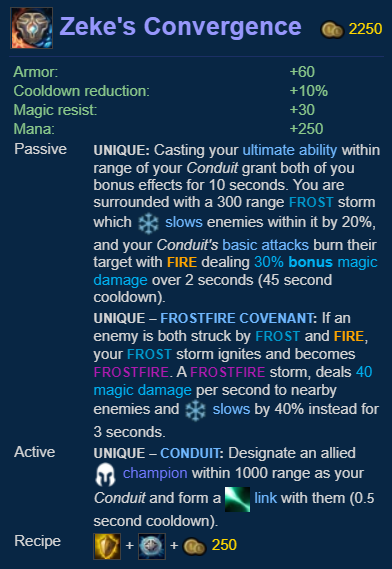 Zeke's Convergence 2250
Armor: +60
Cooldown reduction: +10%
Magic resist: +30
Mana: +250
Passive UNIQUE: Casting your ultimate ability within
range of your Conduit grant both of you
bonus effects for 10 seconds. You are
surrounded with a 300 range FROST storm
which slows enemies within it by 20%,
and your Conduit's basic attacks burn their
target with FIRE dealing 30% bonus magic
damage over 2 seconds (45 second
cooldown).
UNIQUE – FROSTFIRE COVENANT: If an
enemy is both struck by FROST and FIRE,
your FROST storm ignites and becomes
FROSTFIRE. A FROSTFIRE storm, deals 40
magic damage per second to nearby
enemies and slows by 40% instead for
3 seconds.
Active UNIQUE – CONDUIT: Designate an allied
champion within 1000 range as your
Conduit and form a link with them (0.5
second cooldown).
Recipe + + 250